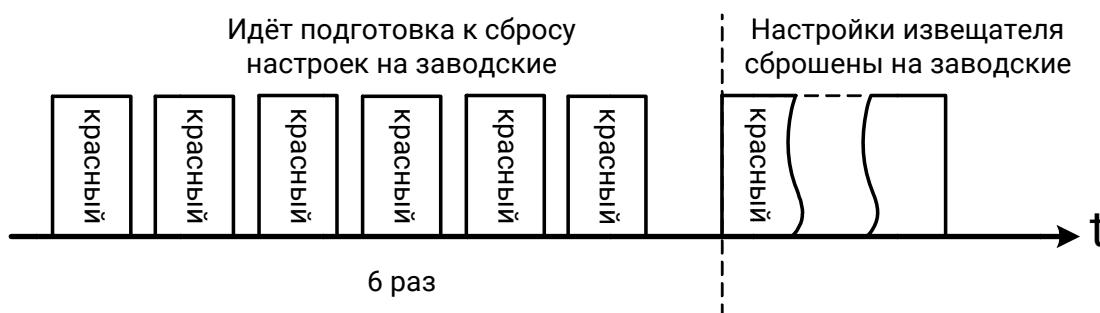 Идёт подготовка к сбросу
настроек на заводские
Настройки извещателя
сброшены на заводские
красный
красный
красный
красный
красный
красный
красный
t
6 раз